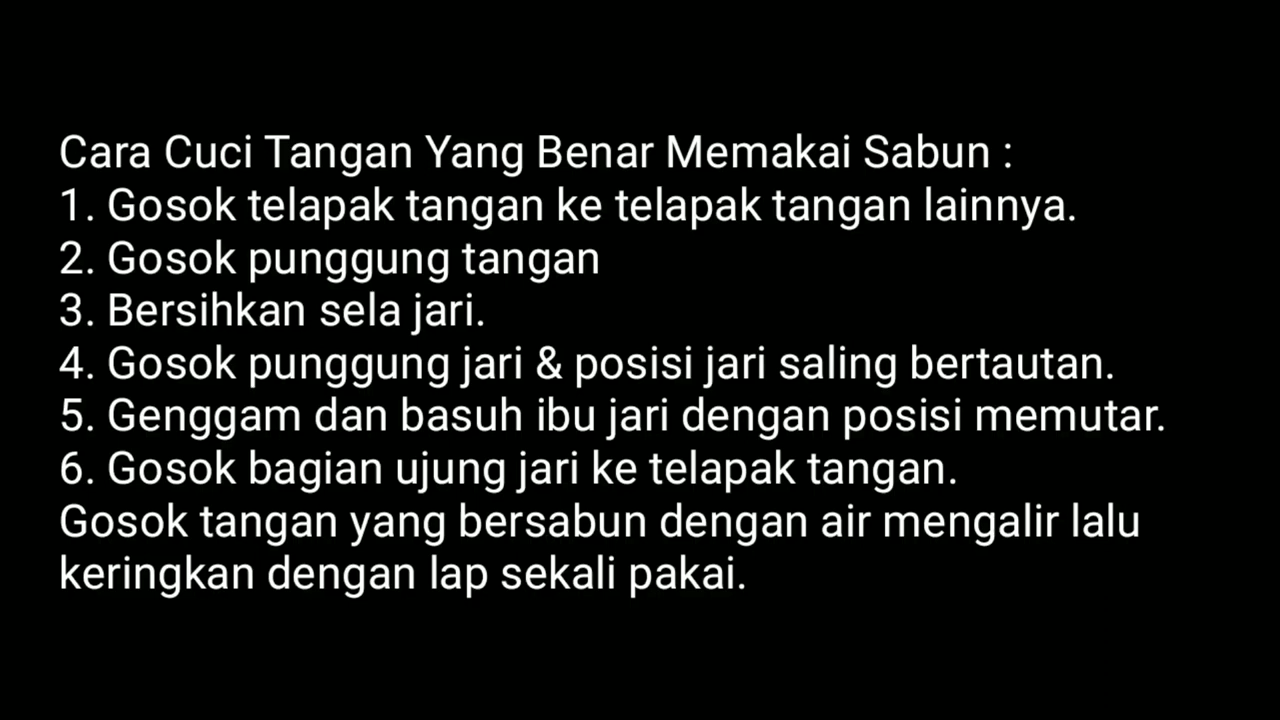 Cara Cuci Tangan Yang Benar Memakai Sabun :
1. Gosok telapak tangan ke telapak tangan lainnya.
2. Gosok punggung tangan
3. Bersihkan sela jari.
4. Gosok punggung jari & posisi jari saling bertautan.
5. Genggam dan basuh ibu jari dengan posisi memutar.
6. Gosok bagian ujung jari ke telapak tangan.
Gosok tangan yang bersabun dengan air mengalir lalu
keringkan dengan lap sekali pakai.